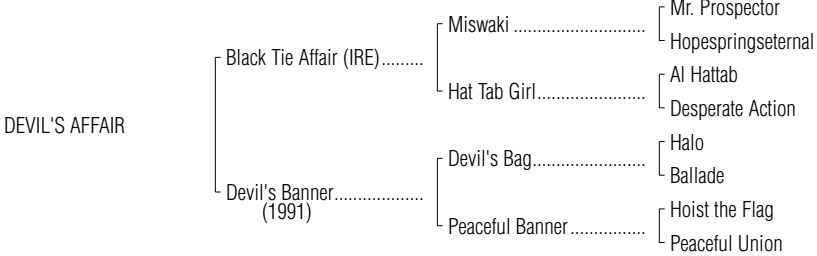 Mr. Prospector
Miswaki ............................
Hopespringseternal
Black Tie Affair (IRE).........
Al Hattab
Hat Tab Girl.......................
Desperate Action
DEVIL'S AFFAIR
Halo
Devil's Bag........................
Ballade
Devil's Banner...................
(1991)
Hoist the Flag
Peaceful Banner................
Peaceful Union